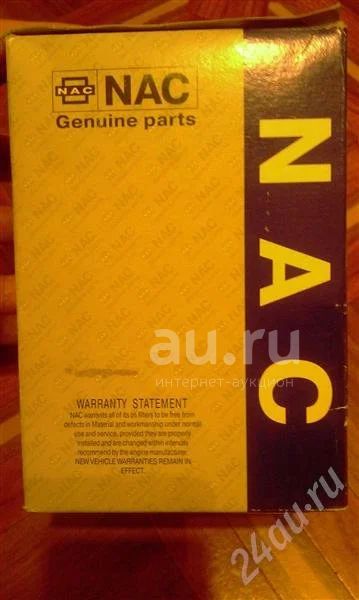 NAC
NAC
Genuine parts
N A C
au.ru
интернет-аукцион
WARRANTY STATEMENT
NAC warrants all of its oil filters to be free from
defects in Material and workmanship under normal
use and service, provided they are properly
installed and are changed within intervals
recommend by the engine manufacturer.
NEW VEHICLE WARRANTIES REMAIN IN
EFFECT.
24au.ru